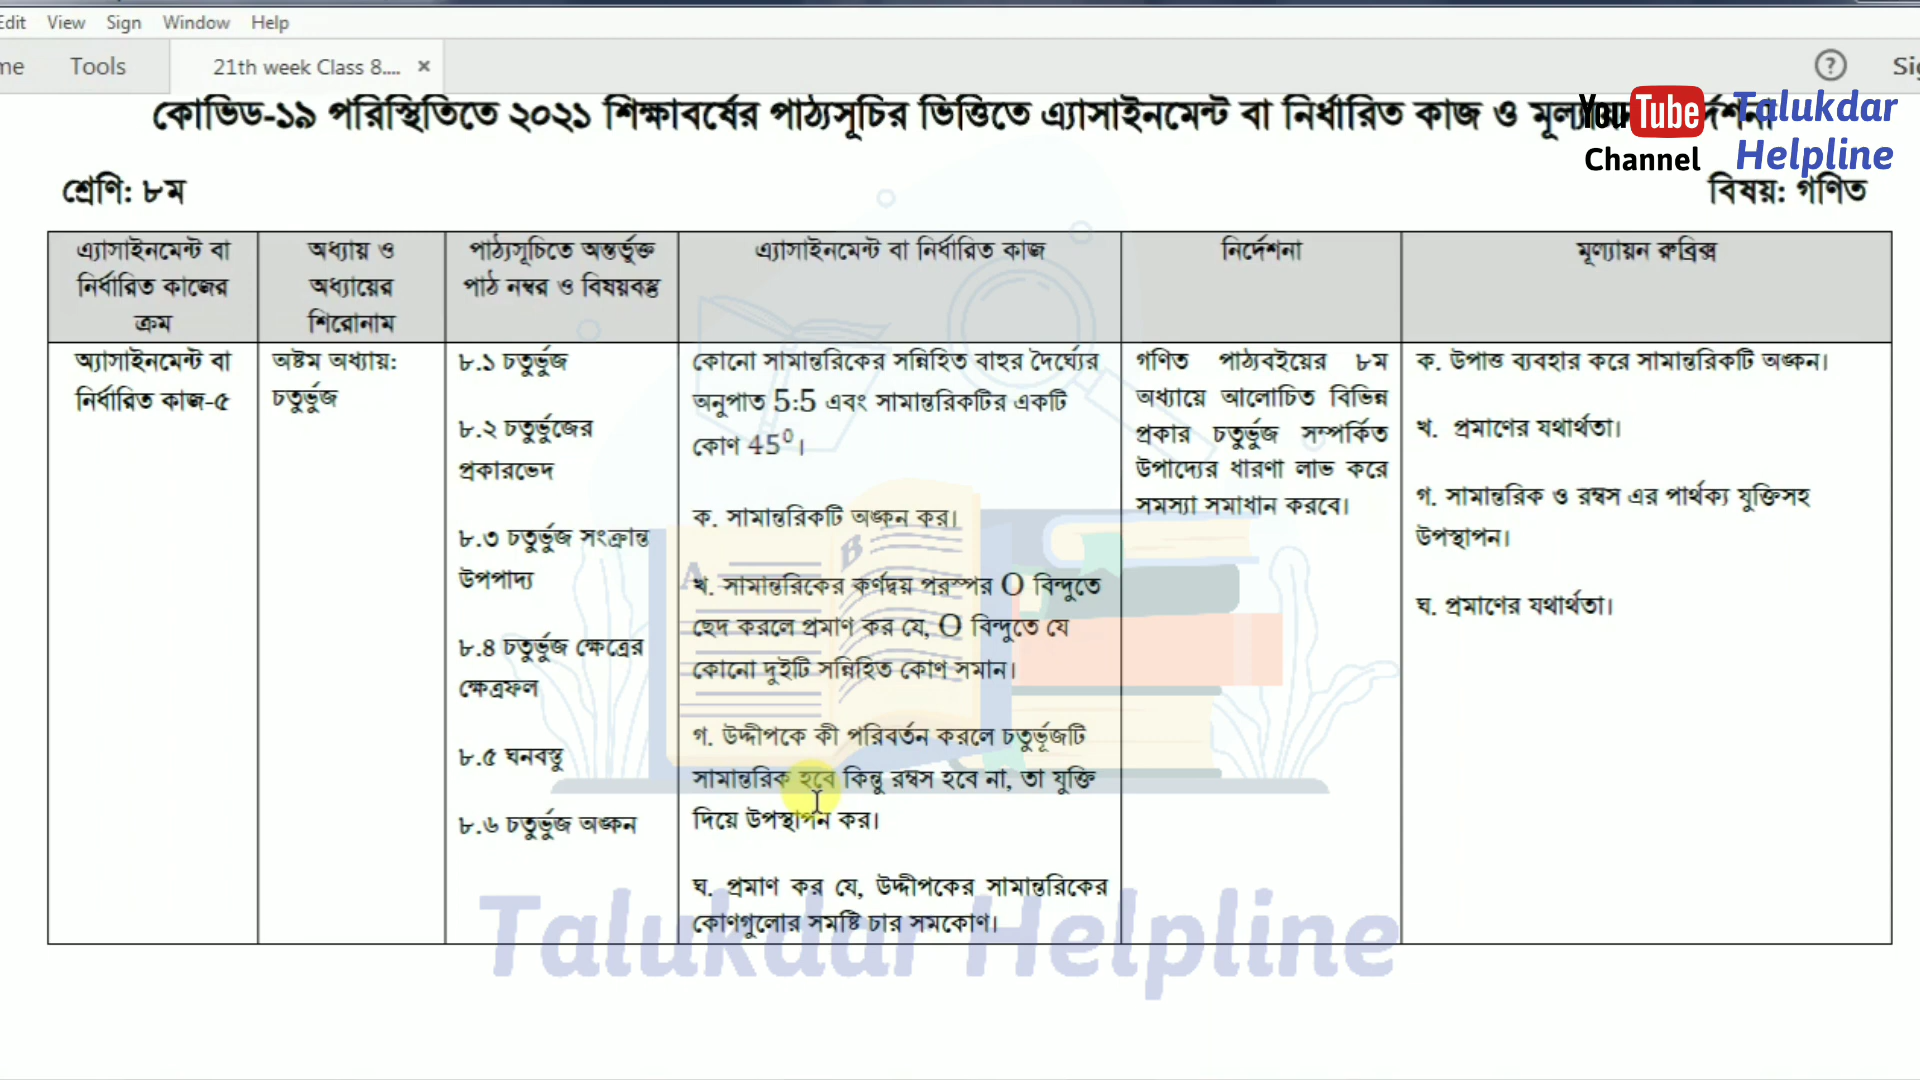 Edit View Sign Window Help
me Tools 21th week Class 8.... × ? Sig
কোভিড-১৯ পরিস্থিতিতে ২০২১ শিক্ষাবর্ষের পাঠ্যসূচির ভিত্তিতে এ্যাসাইনমেন্ট বা নির্ধারিত কাজ ও
YouTube Channel
Talukdar Helpline
শ্রেণি: ৮ম
বিষয়: গণিত
এ্যাসাইনমেন্ট বা
নির্ধারিত কাজের
ক্রম
অধ্যায় ও
অধ্যায়ের
শিরোনাম
পাঠ্যসূচিতে অন্তর্ভুক্ত
পাঠ নম্বর ও বিষয়বস্তু
এ্যাসাইনমেন্ট বা নির্ধারিত কাজ
নির্দেশনা
মূল্যায়ন রুব্রিক্স
অ্যাসাইনমেন্ট বা
নির্ধারিত কাজ-৫
অষ্টম অধ্যায়:
চতুর্ভুজ
৮.১ চতুর্ভুজ
৮.২ চতুর্ভুজের
প্রকারভেদ
৮.৩ চতুর্ভুজ সংক্রান্ত
উপপাদ্য
৮.৪ চতুর্ভুজ ক্ষেত্রের
ক্ষেত্রফল
৮.৫ ঘনবস্তু
৮.৬ চতুর্ভুজ অঙ্কন
কোনো সামান্তরিকের সন্নিহিত বাহুর দৈর্ঘ্যের
অনুপাত 5:5 এবং সামান্তরিকটির একটি
কোণ 45⁰।
ক. সামান্তরিকটি অঙ্কন কর।
খ. সামান্তরিকের কর্ণদ্বয় পরস্পর O বিন্দুতে
ছেদ করলে প্রমাণ কর যে, O বিন্দুতে যে
কোনো দুইটি সন্নিহিত কোণ সমান।
গ. উদ্দীপকে কী পরিবর্তন করলে চতুর্ভূজটি
সামান্তরিক হবে কিন্তু রম্বস হবে না, তা যুক্তি
দিয়ে উপস্থাপন কর।
ঘ. প্রমাণ কর যে, উদ্দীপকের সামান্তরিকের
কোণগুলোর সমষ্টি চার সমকোণ।
গণিত পাঠ্যবইয়ের ৮ম
অধ্যায়ে আলোচিত বিভিন্ন
প্রকার চতুর্ভুজ সম্পর্কিত
উপাদ্যের ধারণা লাভ করে
সমস্যা সমাধান করবে।
ক. উপাত্ত ব্যবহার করে সামান্তরিকটি অঙ্কন।
খ. প্রমাণের যথার্থতা।
গ. সামান্তরিক ও রম্বস এর পার্থক্য যুক্তিসহ
উপস্থাপন।
ঘ. প্রমাণের যথার্থতা।
A
B
Talukdar Helpline